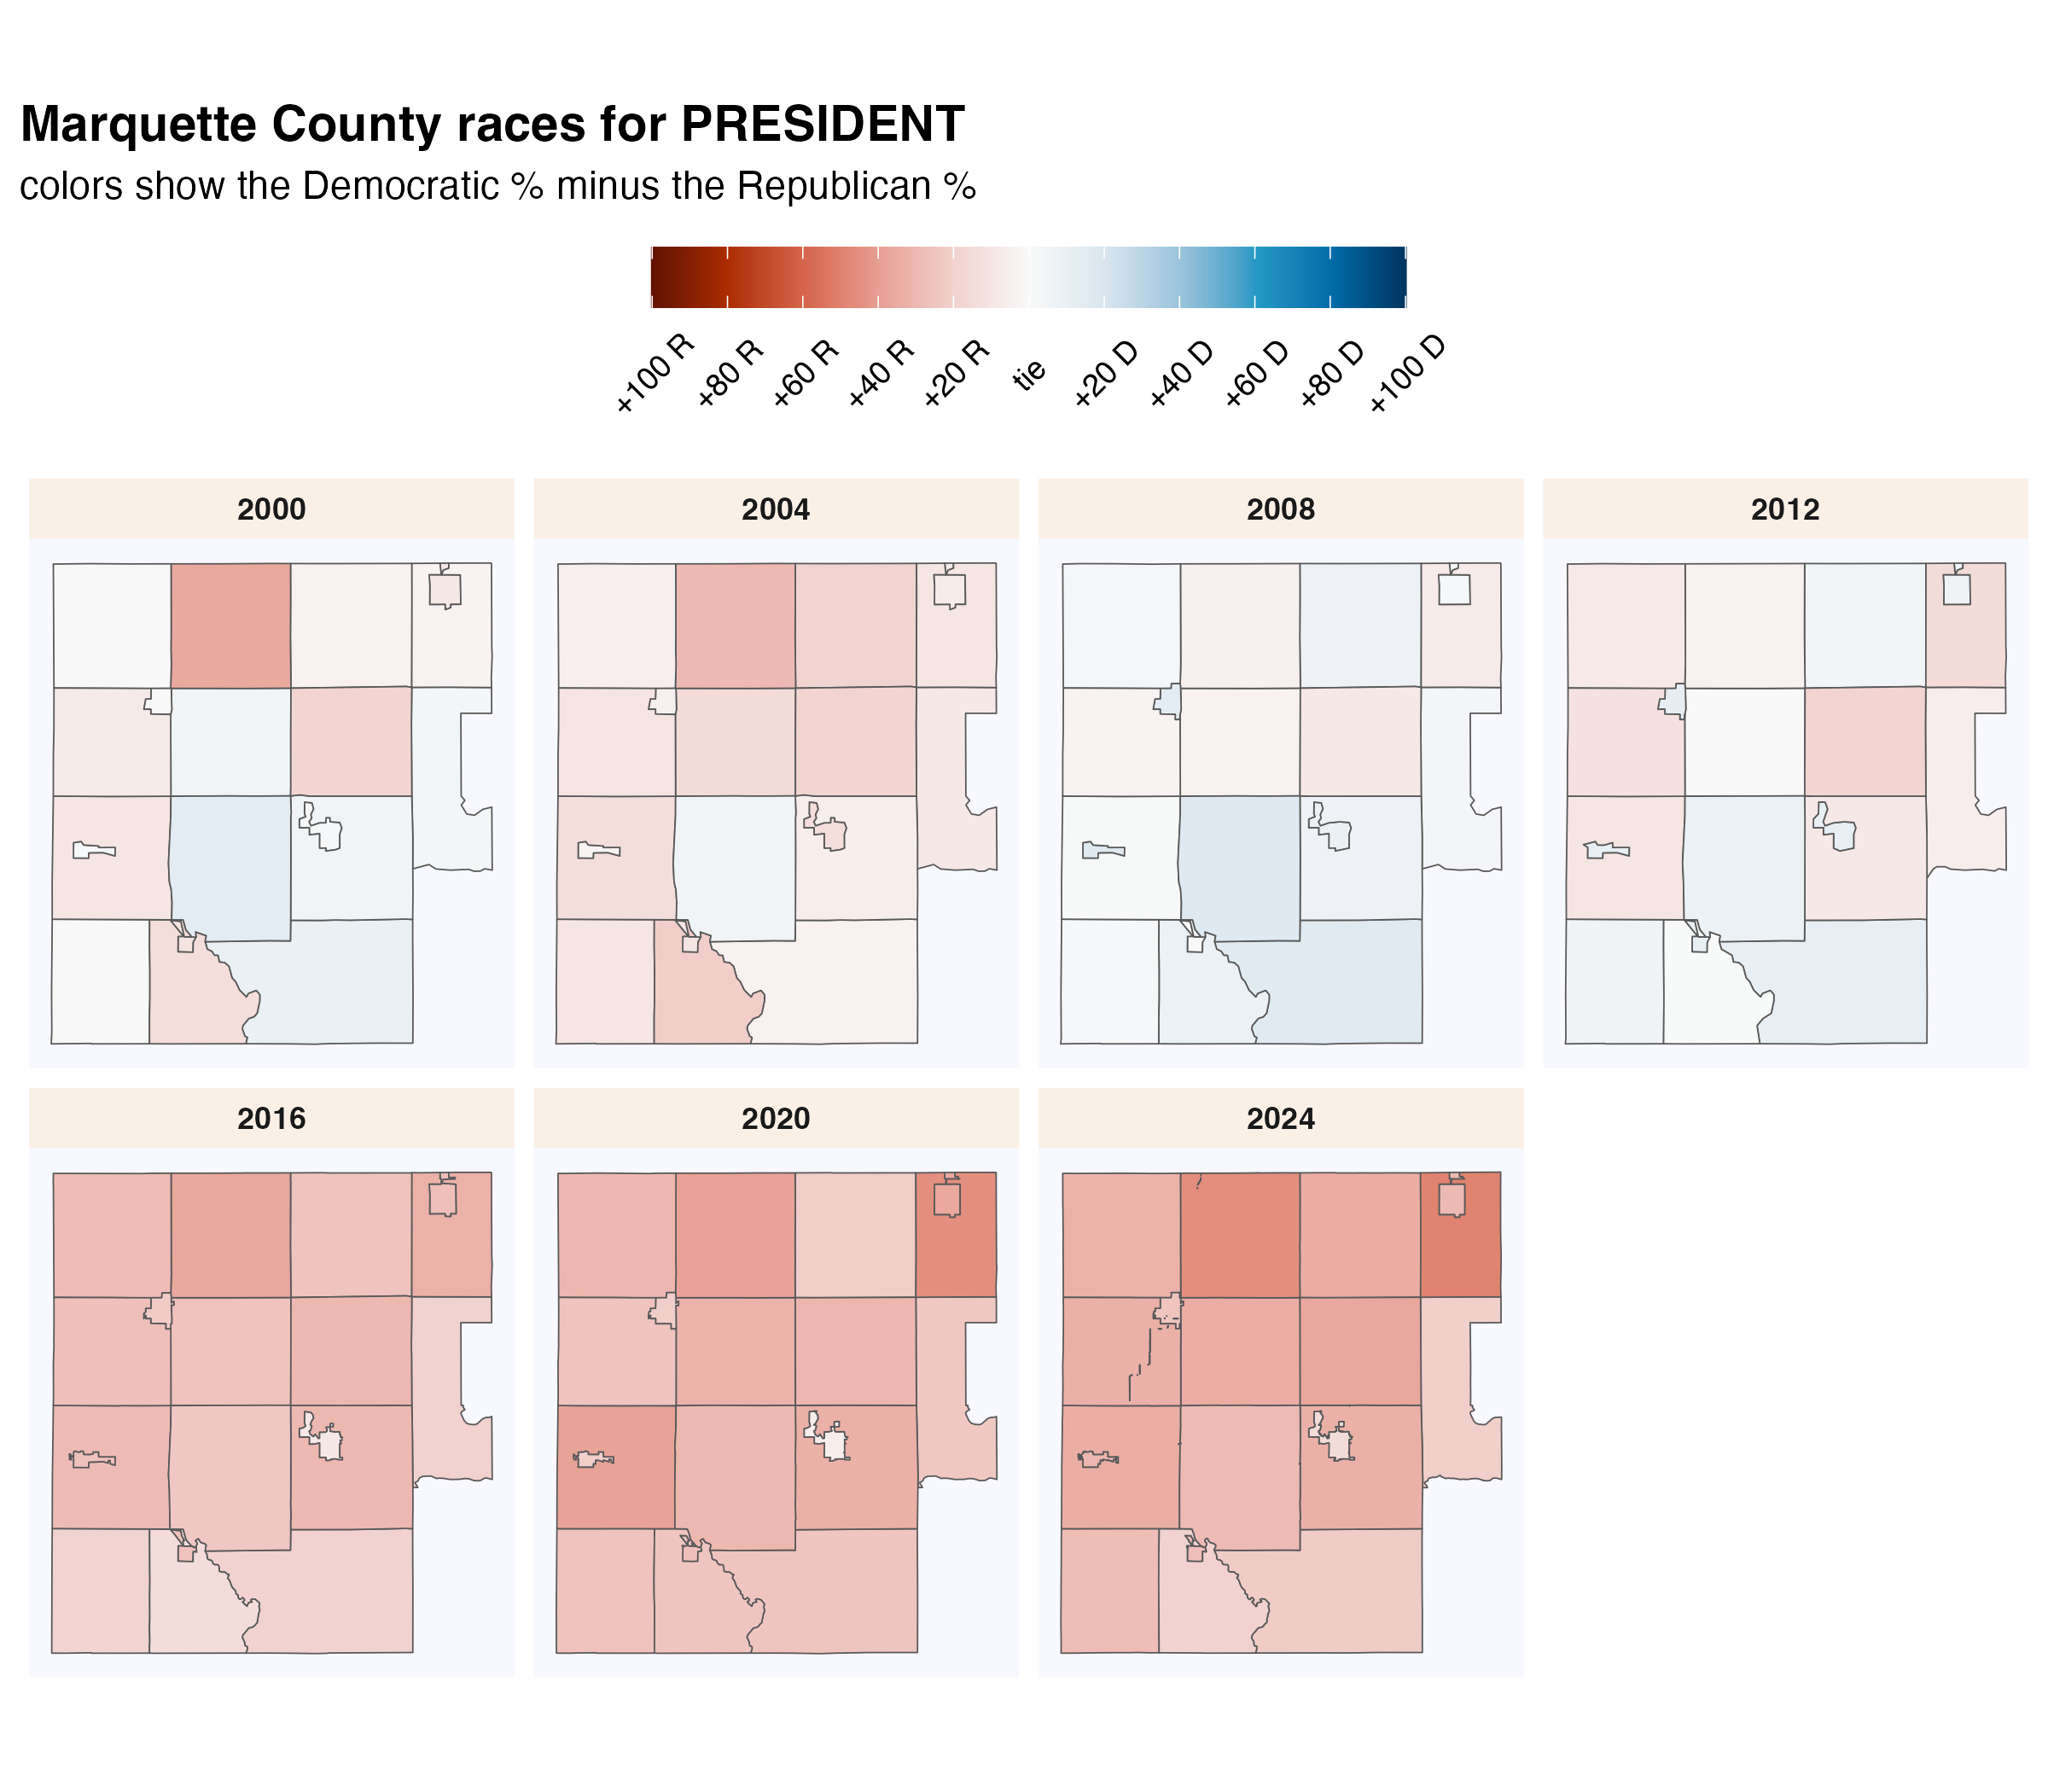 Marquette County races for PRESIDENT
colors show the Democratic % minus the Republican %
+100 R +80 R +60 R +40 R +20 R tie +20 D +40 D +60 D +80 D +100 D
2000 2004 2008 2012
2016 2020 2024